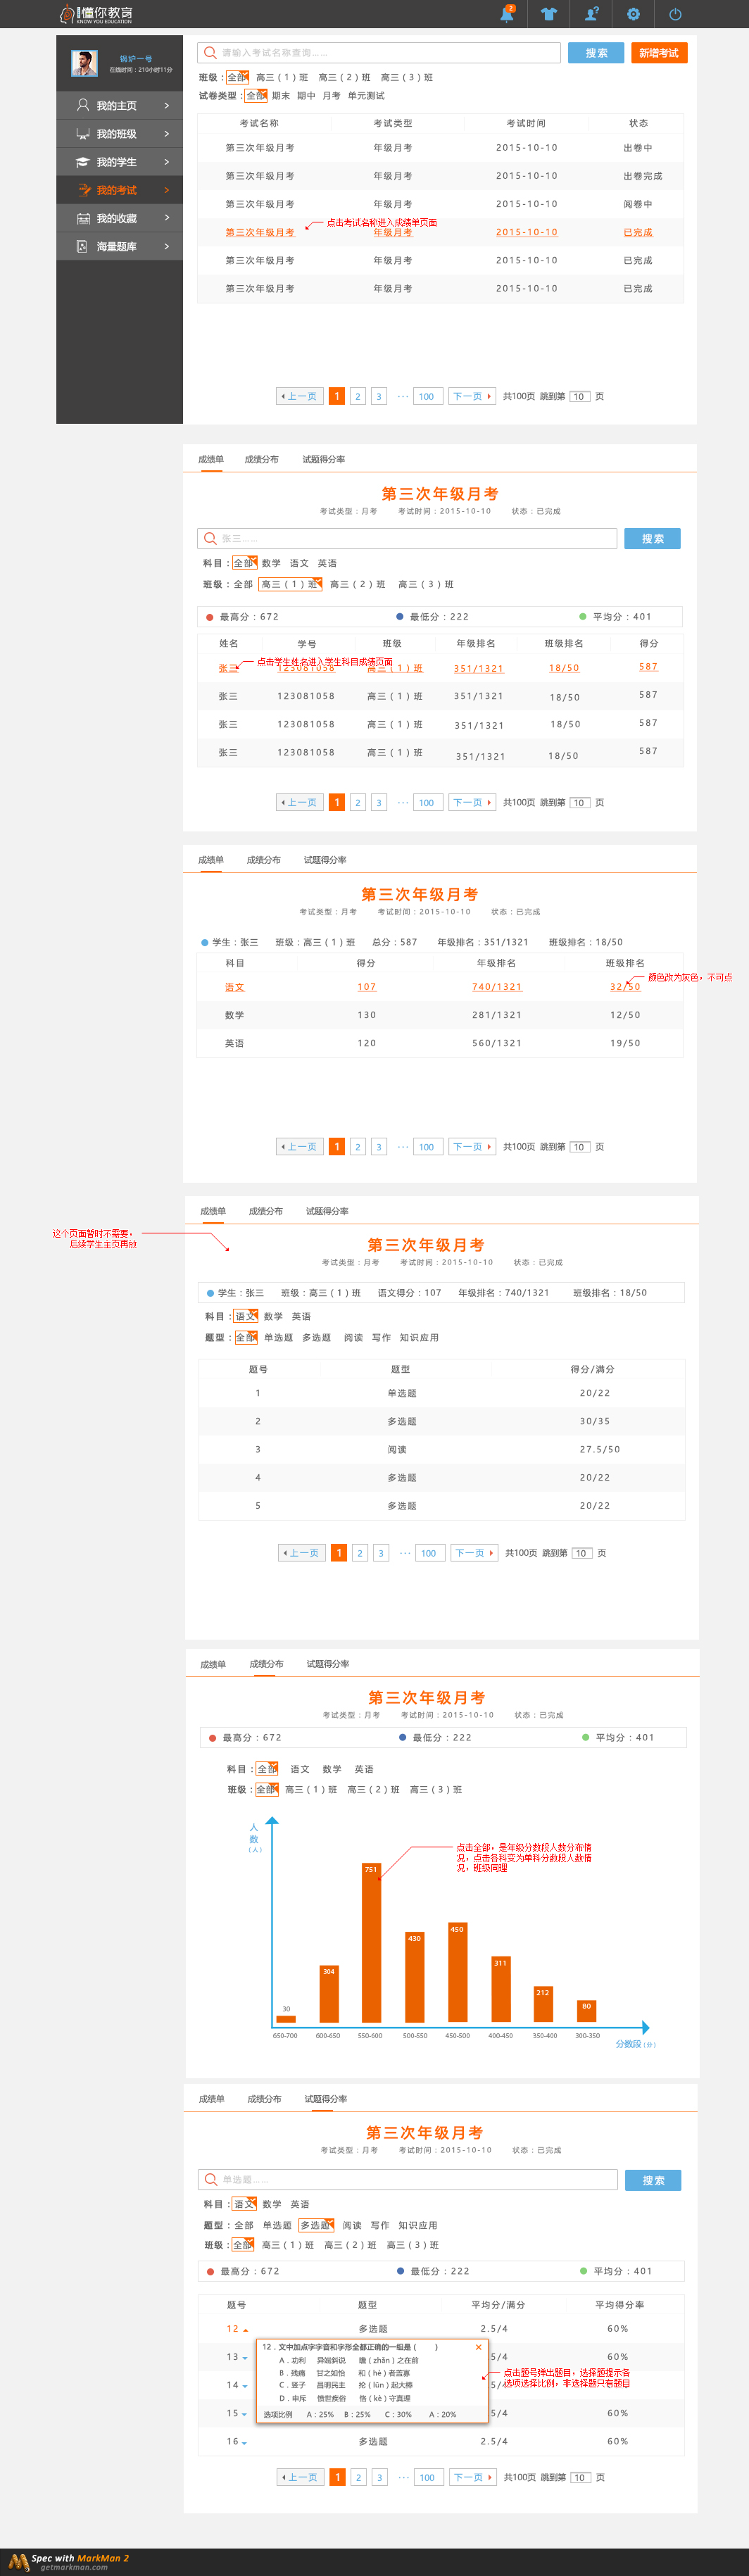 懂你教育
KNOW YOU EDUCATION
2
锅炉一号
在线时间：210小时11分
我的主页
我的班级
我的学生
我的考试
我的收藏
海量题库
请输入考试名称查询…… 搜索 新增考试
班级：全部 高三（1）班 高三（2）班 高三（3）班
试卷类型：全部 期末 期中 月考 单元测试
考试名称 考试类型 考试时间 状态
第三次年级月考 年级月考 2015-10-10 出卷中
第三次年级月考 年级月考 2015-10-10 出卷完成
第三次年级月考 年级月考 2015-10-10 阅卷中
点击考试名称进入成绩单页面
第三次年级月考 年级月考 2015-10-10 已完成
第三次年级月考 年级月考 2015-10-10 已完成
第三次年级月考 年级月考 2015-10-10 已完成
上一页 1 2 3 ··· 100 下一页 共100页 跳到第 10 页
成绩单 成绩分布 试题得分率
第三次年级月考
考试类型：月考 考试时间：2015-10-10 状态：已完成
张三…… 搜索
科目：全部 数学 语文 英语
班级：全部 高三（1）班 高三（2）班 高三（3）班
最高分：672 最低分：222 平均分：401
姓名 学号 班级 年级排名 班级排名 得分
点击学生姓名进入学生科目成绩页面
张三 123081058 高三（1）班 351/1321 18/50 587
张三 123081058 高三（1）班 351/1321 18/50 587
张三 123081058 高三（1）班 351/1321 18/50 587
张三 123081058 高三（1）班 351/1321 18/50 587
上一页 1 2 3 ··· 100 下一页 共100页 跳到第 10 页
成绩单 成绩分布 试题得分率
第三次年级月考
考试类型：月考 考试时间：2015-10-10 状态：已完成
学生：张三 班级：高三（1）班 总分：587 年级排名：351/1321 班级排名：18/50
科目 得分 年级排名 班级排名
颜色改为灰色，不可点
语文 107 740/1321 32/50
数学 130 281/1321 12/50
英语 120 560/1321 19/50
上一页 1 2 3 ··· 100 下一页 共100页 跳到第 10 页
成绩单 成绩分布 试题得分率
这个页面暂时不需要，
后续学生主页再放
第三次年级月考
考试类型：月考 考试时间：2015-10-10 状态：已完成
学生：张三 班级：高三（1）班 语文得分：107 年级排名：740/1321 班级排名：18/50
科目：语文 数学 英语
题型：全部 单选题 多选题 阅读 写作 知识应用
题号 题型 得分/满分
1 单选题 20/22
2 多选题 30/35
3 阅读 27.5/50
4 多选题 20/22
5 多选题 20/22
上一页 1 2 3 ··· 100 下一页 共100页 跳到第 10 页
成绩单 成绩分布 试题得分率
第三次年级月考
考试类型：月考 考试时间：2015-10-10 状态：已完成
最高分：672 最低分：222 平均分：401
科目：全部 语文 数学 英语
班级：全部 高三（1）班 高三（2）班 高三（3）班
人
数
（人）
点击全部，是年级分数段人数分布情
况，点击各科变为单科分数段人数情
况，班级同理
30 304 751 430 450 311 212 80
650-700 600-650 550-600 500-550 450-500 400-450 350-400 300-350
分数段（分）
成绩单 成绩分布 试题得分率
第三次年级月考
考试类型：月考 考试时间：2015-10-10 状态：已完成
单选题…… 搜索
科目：语文 数学 英语
题型：全部 单选题 多选题 阅读 写作 知识应用
班级：全部 高三（1）班 高三（2）班 高三（3）班
最高分：672 最低分：222 平均分：401
题号 题型 平均分/满分 平均得分率
12 多选题 2.5/4 60%
12．文中加点字字音和字形全都正确的一组是（ ）
13 60%
A．功利 异端斜说 瞻（zhān）之在前
B．残痛 甘之如怡 和（hè）者盖寡
点击题号弹出题目，选择题提示各
选项选择比例，非选择题只有题目
14 5/4 60%
C．竖子 昌明民主 抡（lūn）起大棒
D．申斥 愤世疾俗 恪（kè）守真理
15 5/4 60%
选项比例 A：25% B：25% C：30% A：20%
16 多选题 2.5/4 60%
上一页 1 2 3 ··· 100 下一页 共100页 跳到第 10 页
Spec with MarkMan 2
getmarkman.com